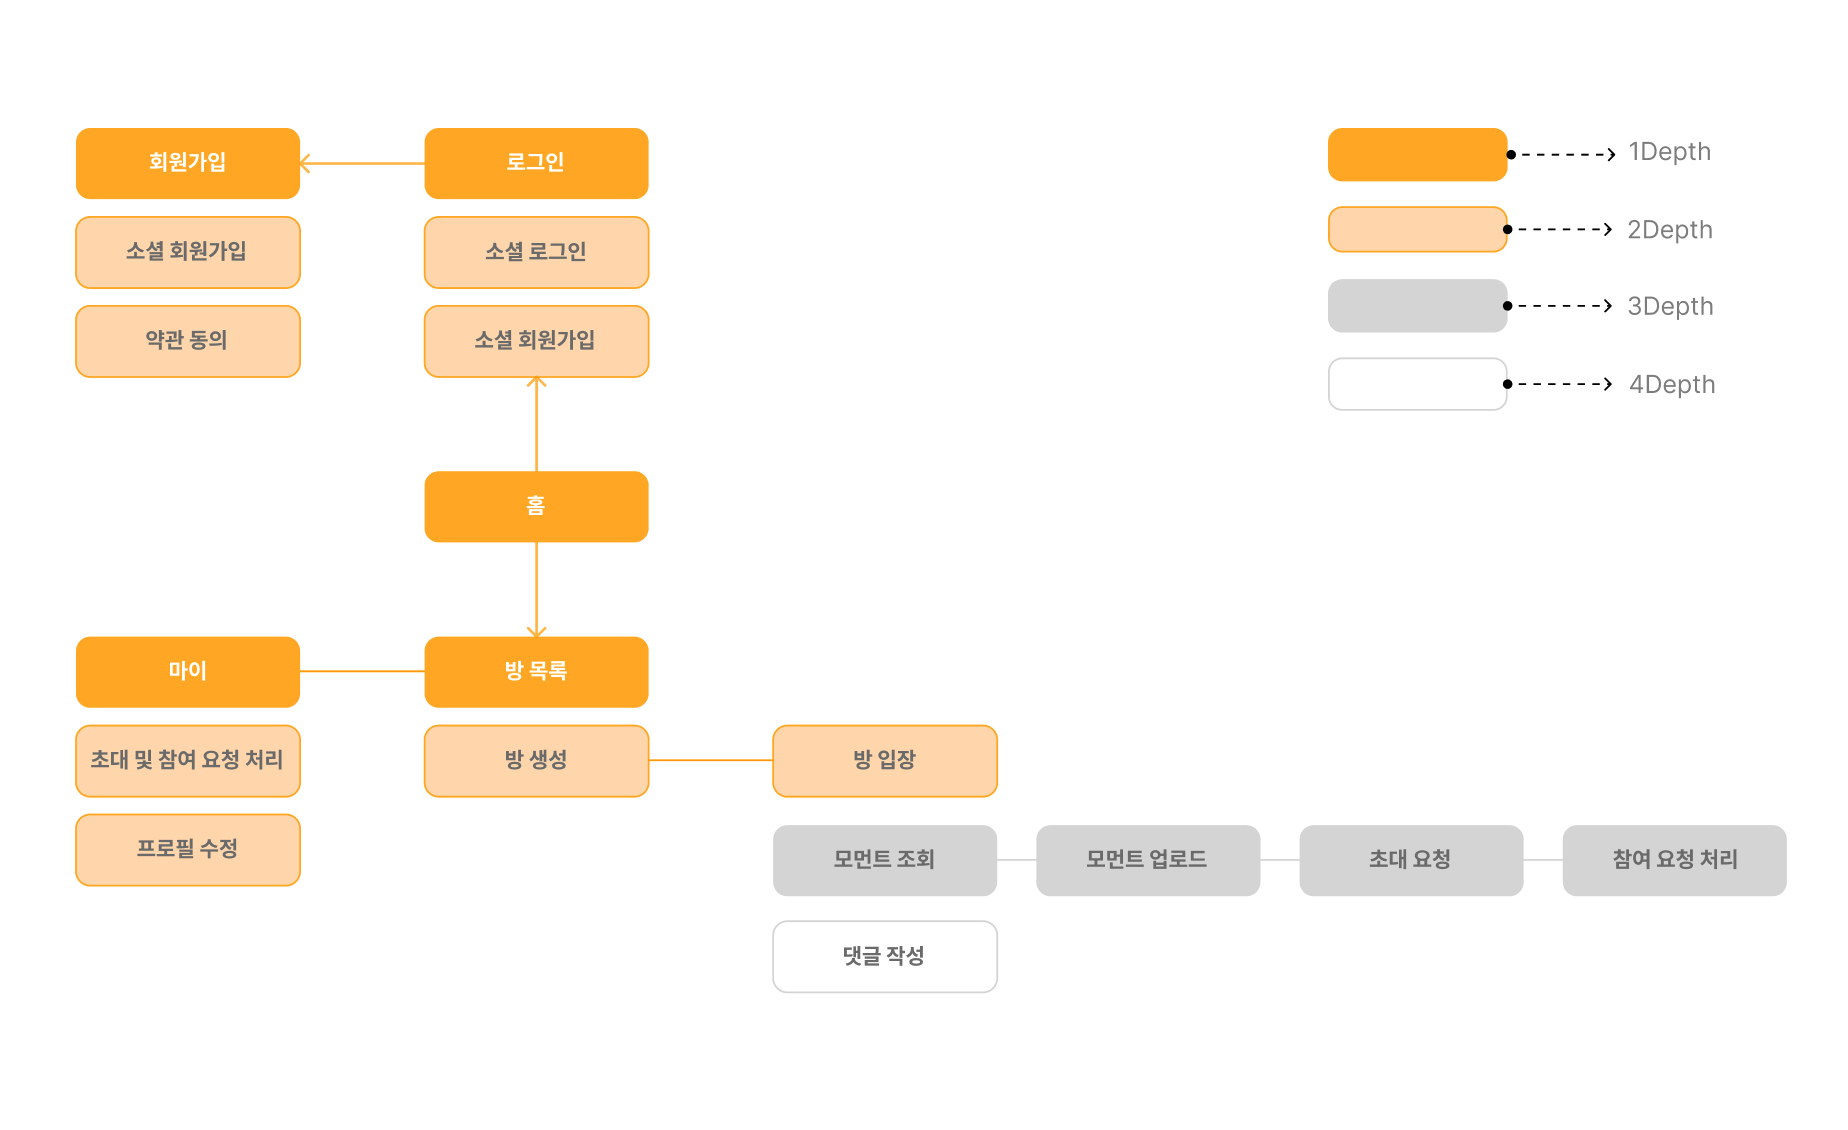 회원가입
로그인
소셜 회원가입
소셜 로그인
약관 동의
소셜 회원가입
홈
마이
방 목록
초대 및 참여 요청 처리
방 생성
방 입장
프로필 수정
모먼트 조회
모먼트 업로드
초대 요청
참여 요청 처리
댓글 작성
1Depth
2Depth
3Depth
4Depth